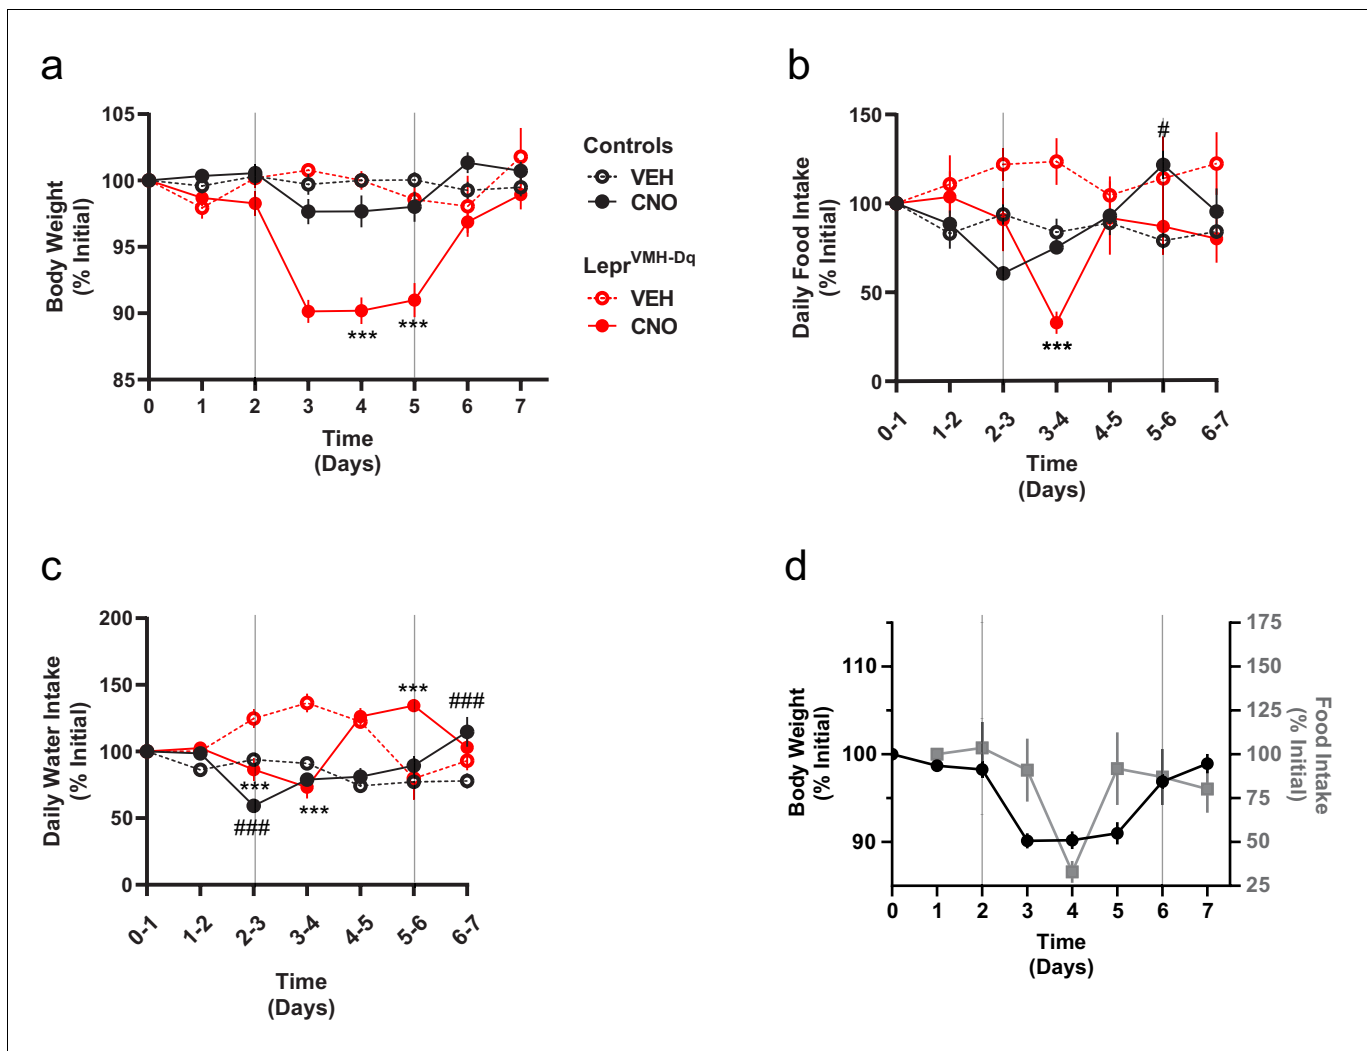 a
105
100
95
90
85
Body Weight
(% Initial)
***
***
0 1 2 3 4 5 6 7
Time
(Days)
Controls
VEH
CNO
Lepr^VMH-Dq
VEH
CNO
b
150
100
50
0
Daily Food Intake
(% Initial)
#
***
0-1 1-2 2-3 3-4 4-5 5-6 6-7
Time
(Days)
c
200
150
100
50
0
Daily Water Intake
(% Initial)
***
###
***
***
###
0-1 1-2 2-3 3-4 4-5 5-6 6-7
Time
(Days)
d
110
100
90
Body Weight
(% Initial)
175
150
125
100
75
50
25
Food Intake
(% Initial)
0 1 2 3 4 5 6 7
Time
(Days)